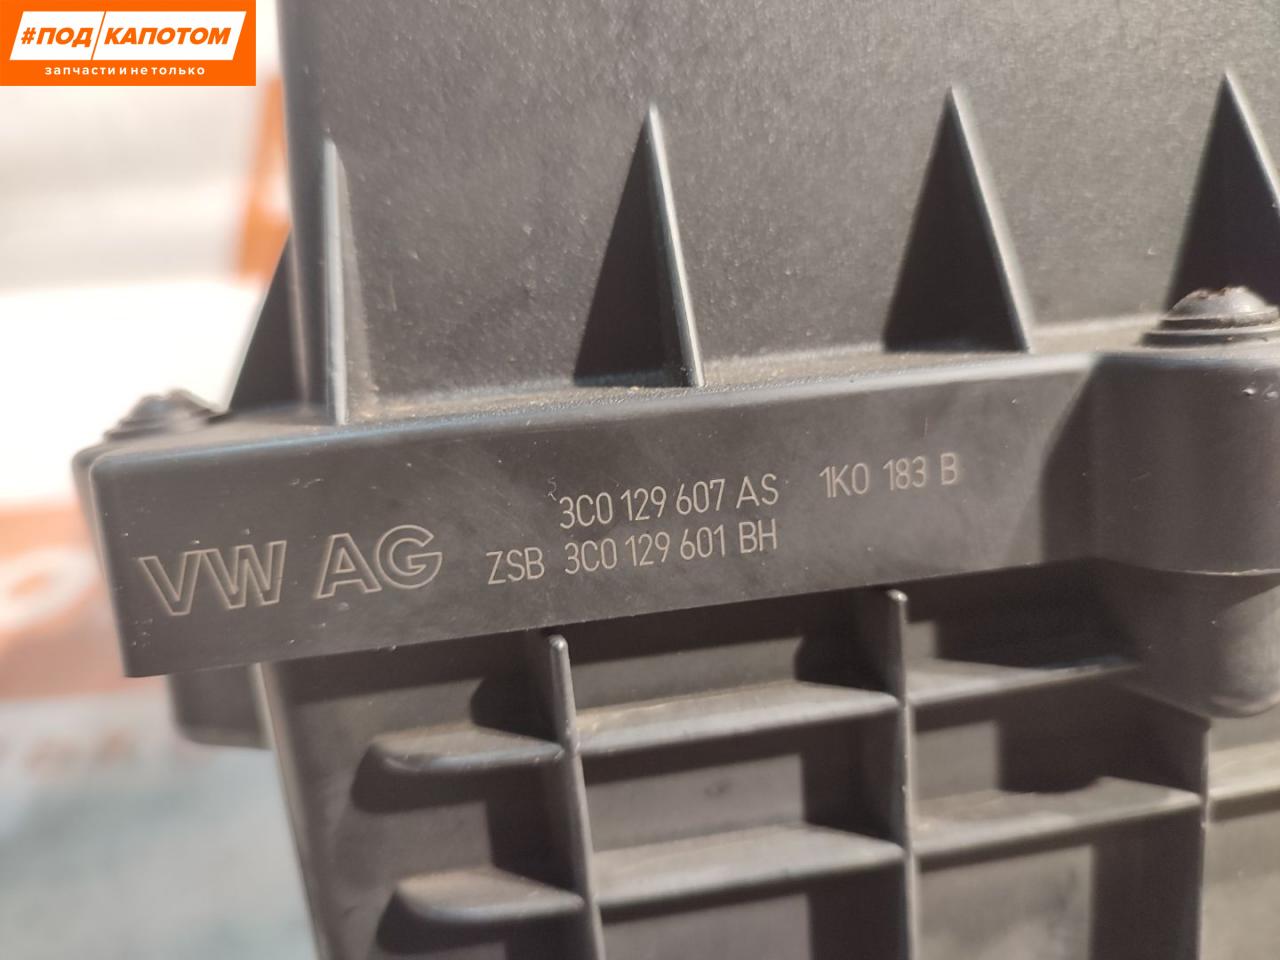 #ПОД/КАПОТОМ
запчасти и не только
3C0 129 607 AS 1K0 183 B
VW AG ZSB 3C0 129 601 BH